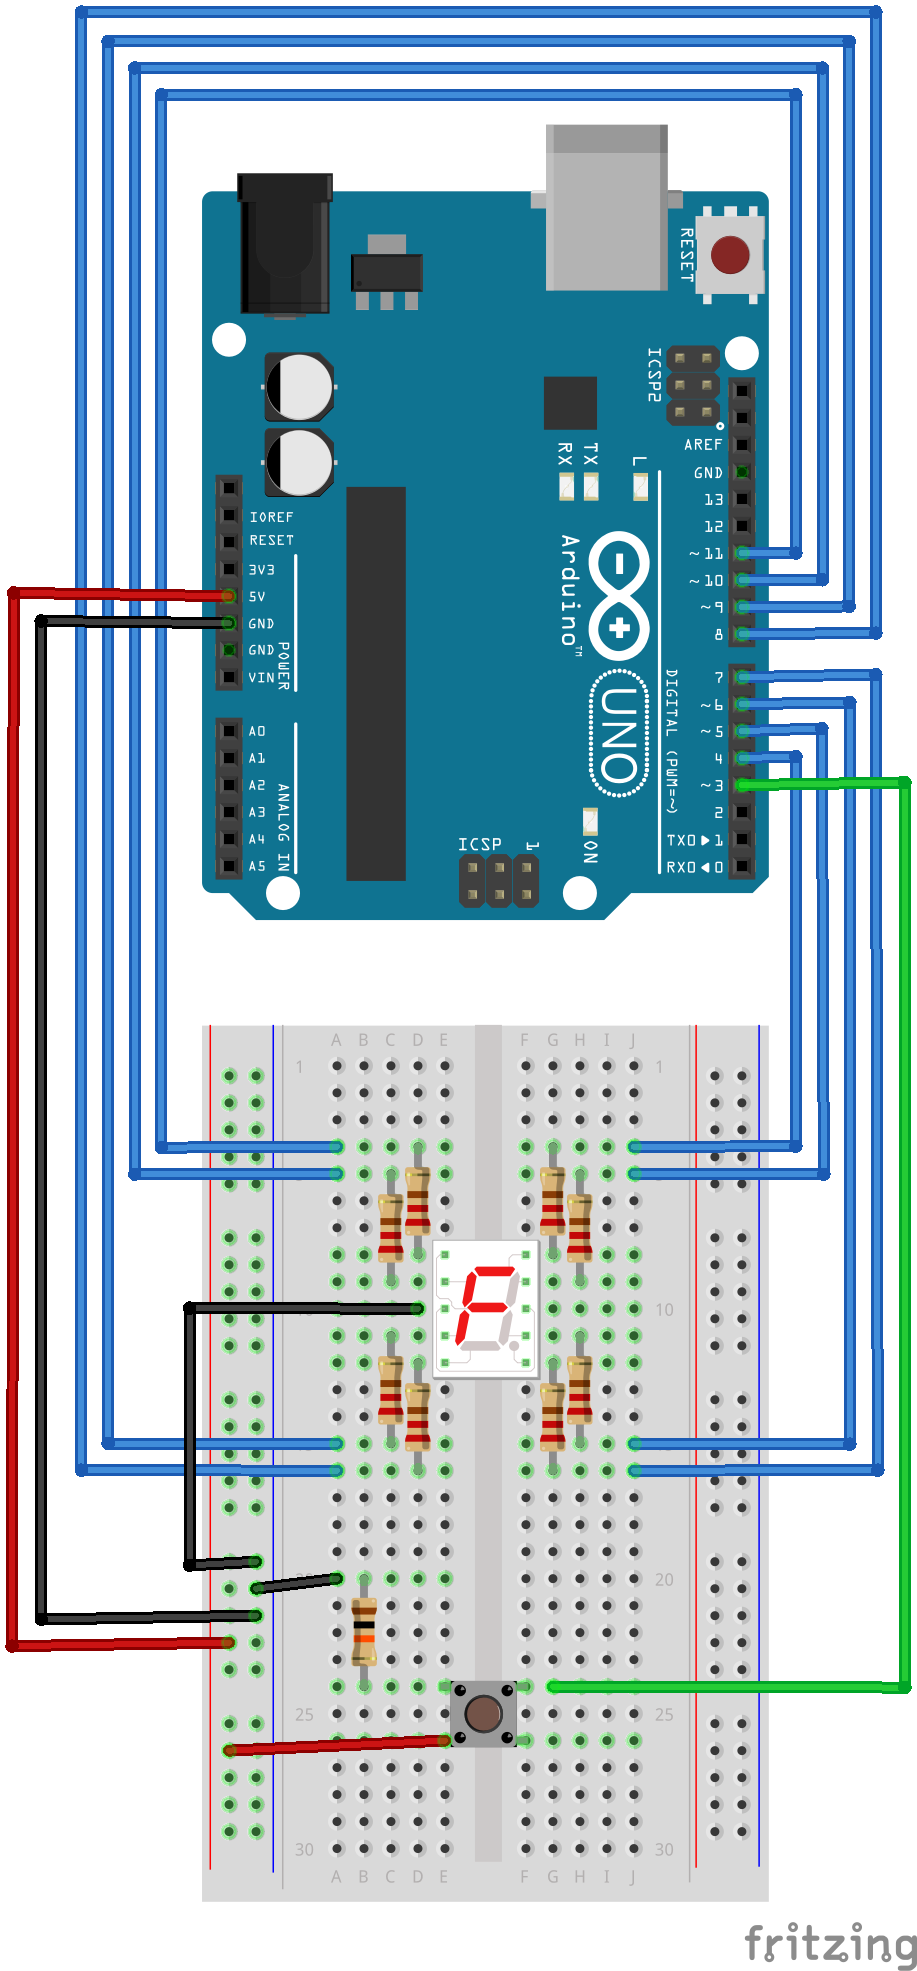 RESET
ICSP2
AREF
GND
13
12
~11
~10
~9
8
RX
TX
L
IOREF
RESET
3V3
5V
GND
GND
VIN
POWER
Arduino™
UNO
DIGITAL (PWM=~)
7
~6
~5
4
~3
2
TX0▶1
RX0◀0
A0
A1
A2
A3
A4
A5
ANALOG IN
ICSP
1
ON
A B C D E F G H I J
1 1
10
20
25 25
30 30
A B C D E F G H I J
fritzing